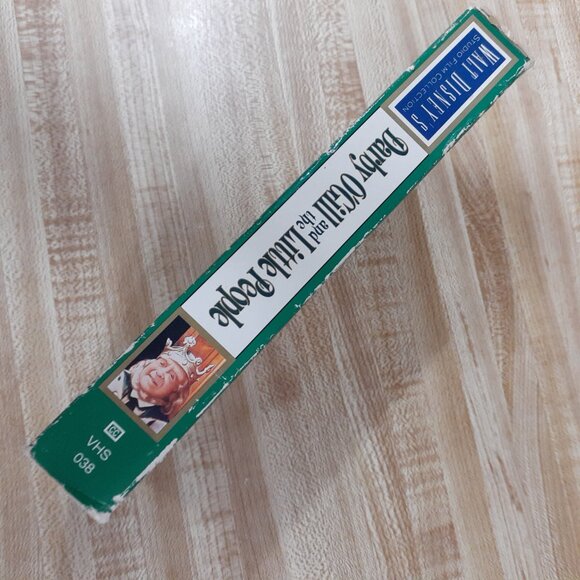 WALT DISNEY'S
STUDIO FILM COLLECTION
Darby O'Gill
and
the
Little People
CC
VHS
038